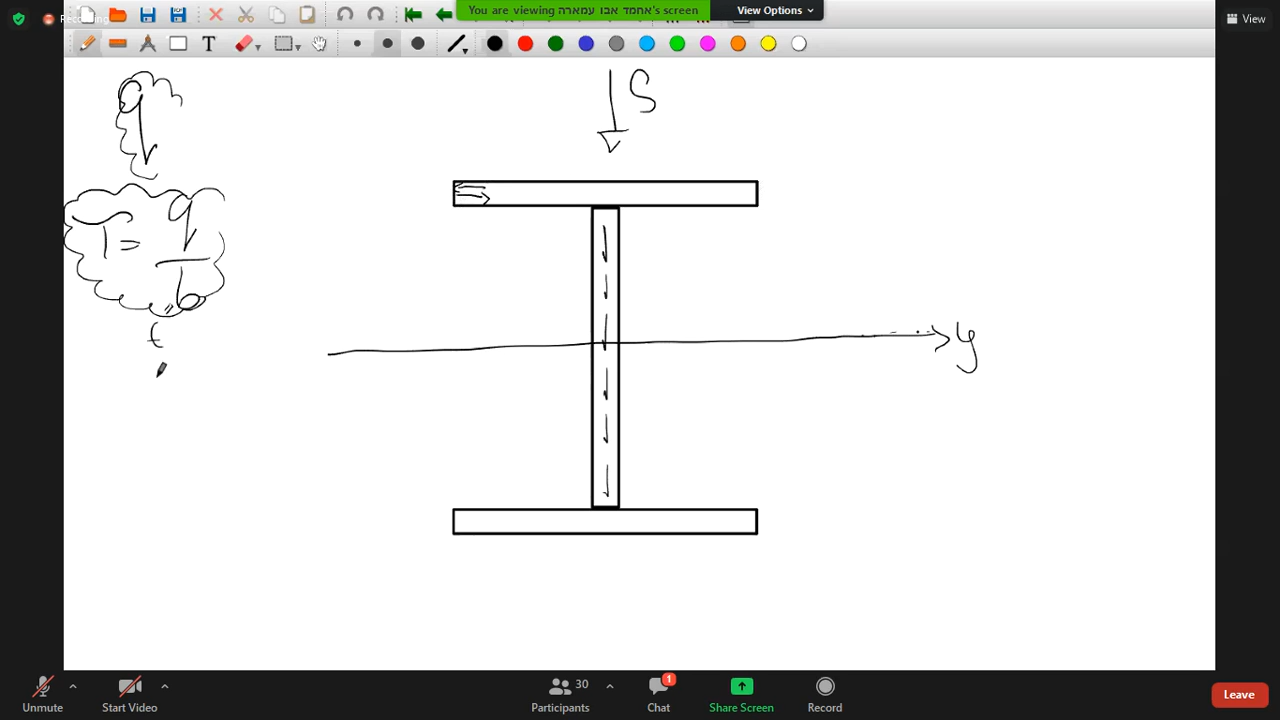 You are viewing אחמד אבו עמארה's screen
View Options
Recording
View
T
q
S
τ = q
b
t
y
Unmute
Start Video
30
Participants
1
Chat
Share Screen
Record
Leave